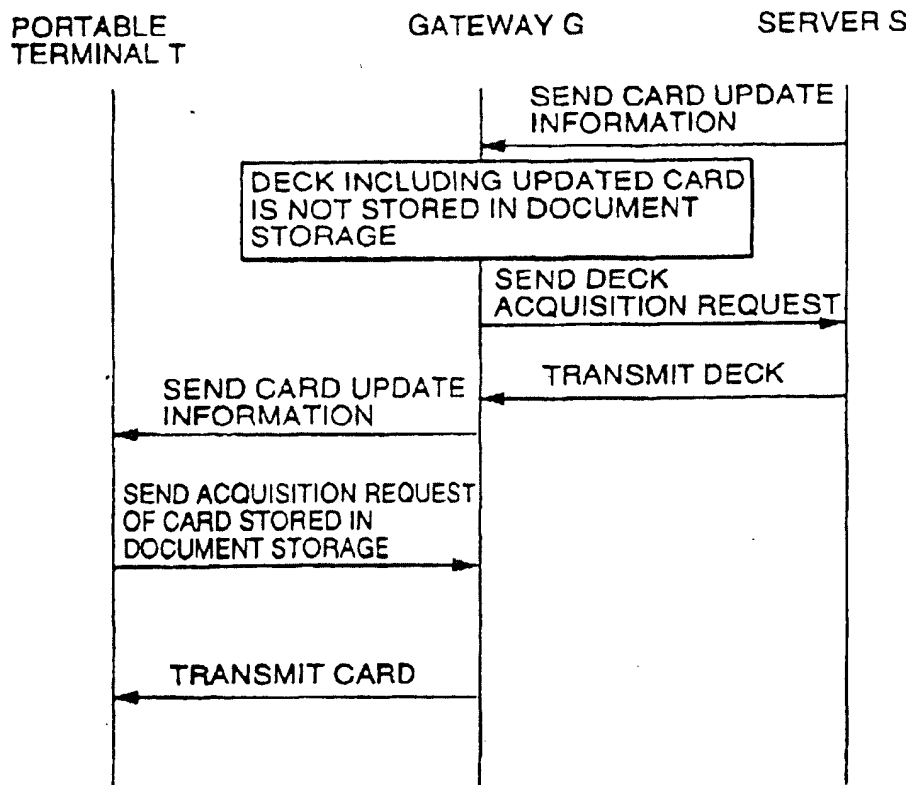 PORTABLE
TERMINAL T
GATEWAY G
SERVER S
SEND CARD UPDATE
INFORMATION
DECK INCLUDING UPDATED CARD
IS NOT STORED IN DOCUMENT
STORAGE
SEND DECK
ACQUISITION REQUEST
TRANSMIT DECK
SEND CARD UPDATE
INFORMATION
SEND ACQUISITION REQUEST
OF CARD STORED IN
DOCUMENT STORAGE
TRANSMIT CARD